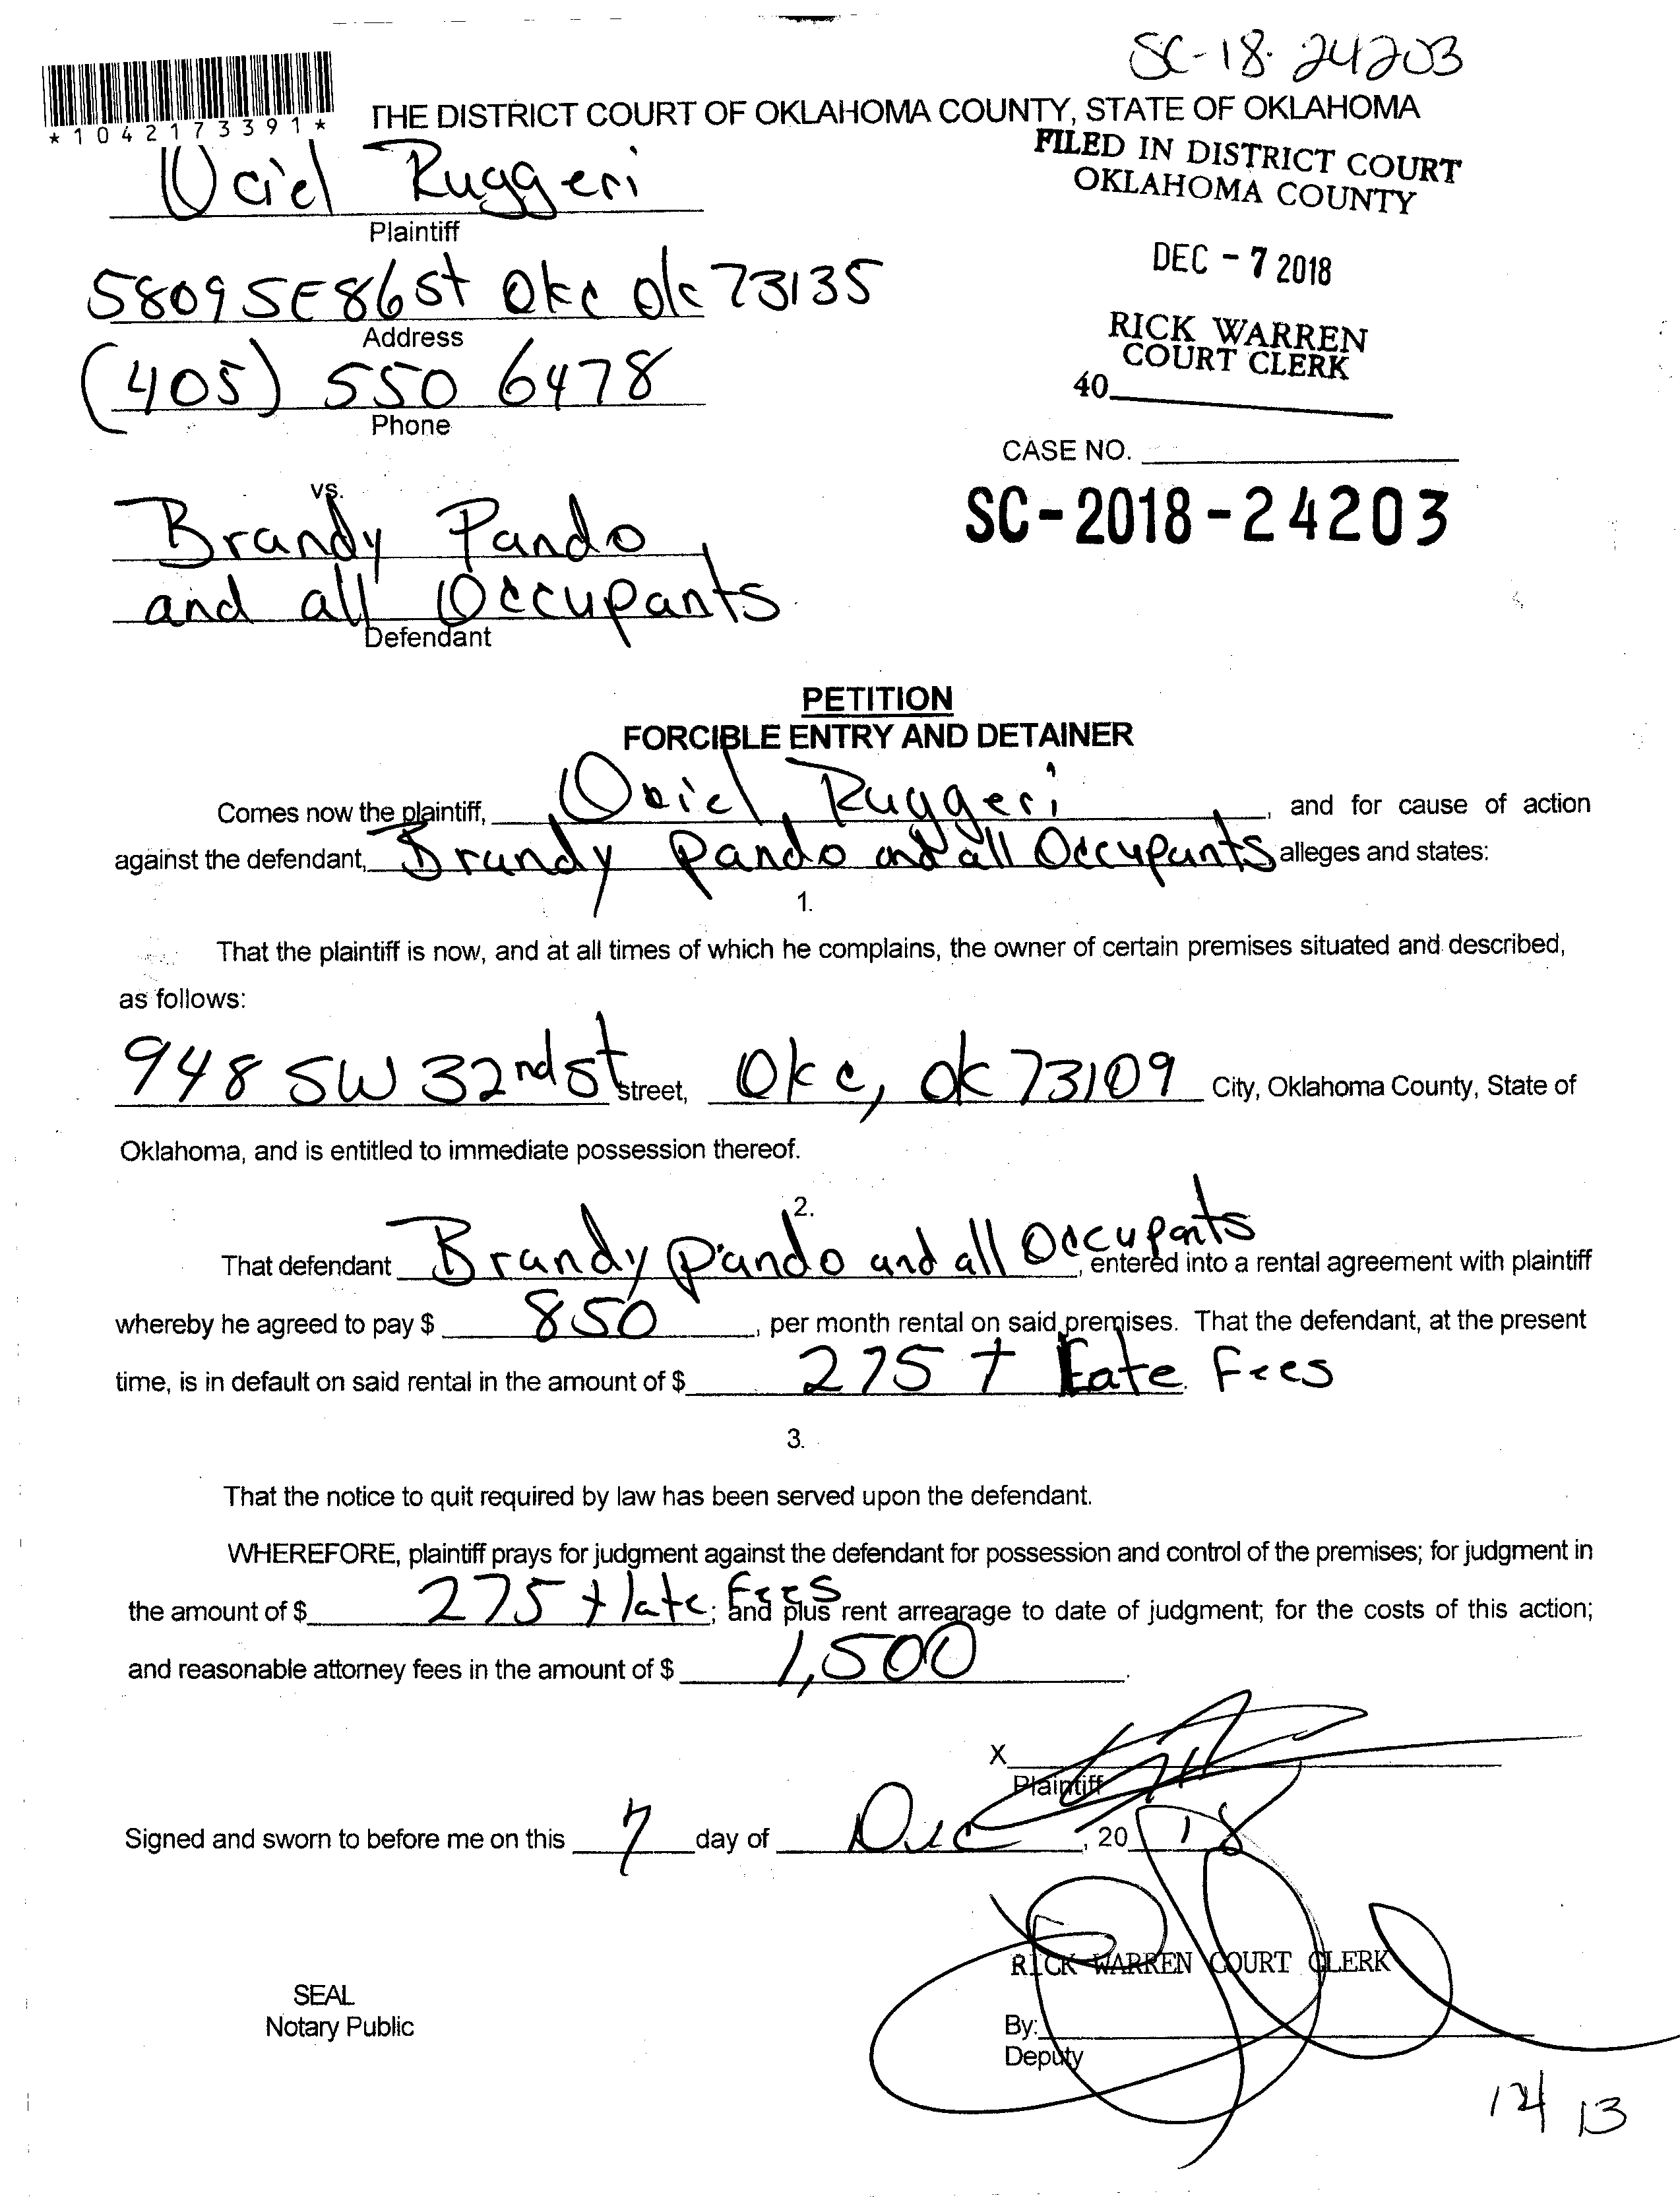 SC-18-24203
*1042173391*
THE DISTRICT COURT OF OKLAHOMA COUNTY, STATE OF OKLAHOMA
FILED IN DISTRICT COURT
OKLAHOMA COUNTY
Ruggeri
Plaintiff
DEC - 7 2018
5809 SE 86 St Okc Ok 73135
Address
RICK WARREN
COURT CLERK
40
(405) 550 6478
Phone
CASE NO.
SC-2018-24203
vs.
Brandy Pando
and all Occupants
Defendant
PETITION
FORCIBLE ENTRY AND DETAINER
Comes now the plaintiff, Ruggeri, and for cause of action
against the defendant, Brandy Pando and all Occupants alleges and states:
1.
That the plaintiff is now, and at all times of which he complains, the owner of certain premises situated and described,
as follows:
948 SW 32nd St street, Okc, ok 73109 City, Oklahoma County, State of
Oklahoma, and is entitled to immediate possession thereof.
2.
That defendant Brandy Pando and all Occupants, entered into a rental agreement with plaintiff
whereby he agreed to pay $ 850, per month rental on said premises. That the defendant, at the present
time, is in default on said rental in the amount of $ 275 + Late Fees.
3.
That the notice to quit required by law has been served upon the defendant.
WHEREFORE, plaintiff prays for judgment against the defendant for possession and control of the premises; for judgment in
the amount of $ 275 + late Fees; and plus rent arrearage to date of judgment; for the costs of this action;
and reasonable attorney fees in the amount of $ 1,500.
X
Plaintiff
Signed and sworn to before me on this 7 day of Dec, 20 18
RICK WARREN COURT CLERK
SEAL
Notary Public
By:
Deputy
12/13